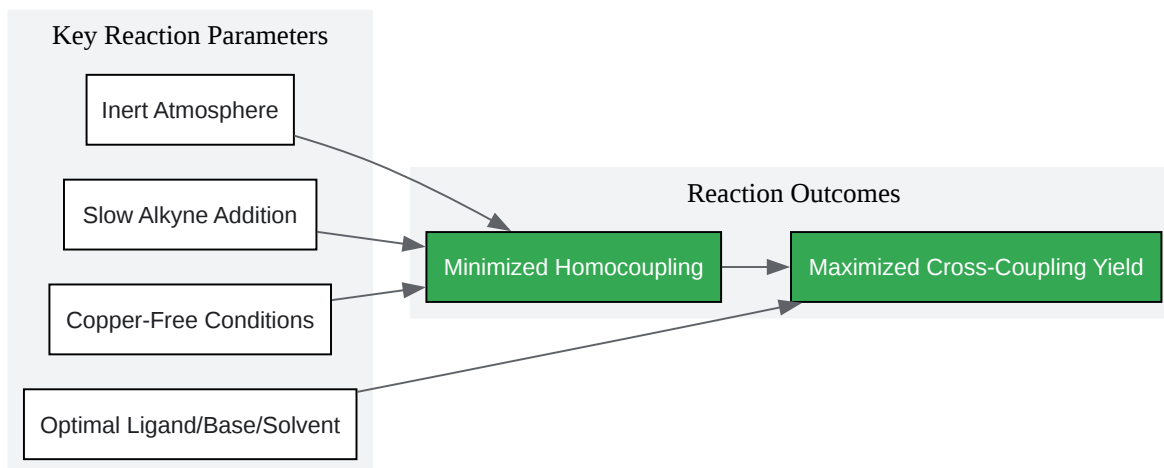 Key Reaction Parameters
Inert Atmosphere
Slow Alkyne Addition
Copper-Free Conditions
Optimal Ligand/Base/Solvent
Reaction Outcomes
Minimized Homocoupling
Maximized Cross-Coupling Yield